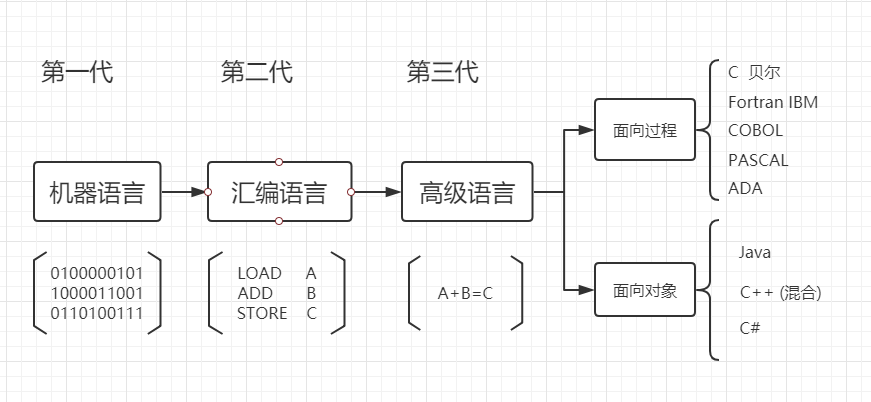 第一代
第二代
第三代
机器语言
汇编语言
高级语言
0100000101
1000011001
0110100111
LOAD A
ADD B
STORE C
A+B=C
面向过程
C 贝尔
Fortran IBM
COBOL
PASCAL
ADA
面向对象
Java
C++ (混合)
C#